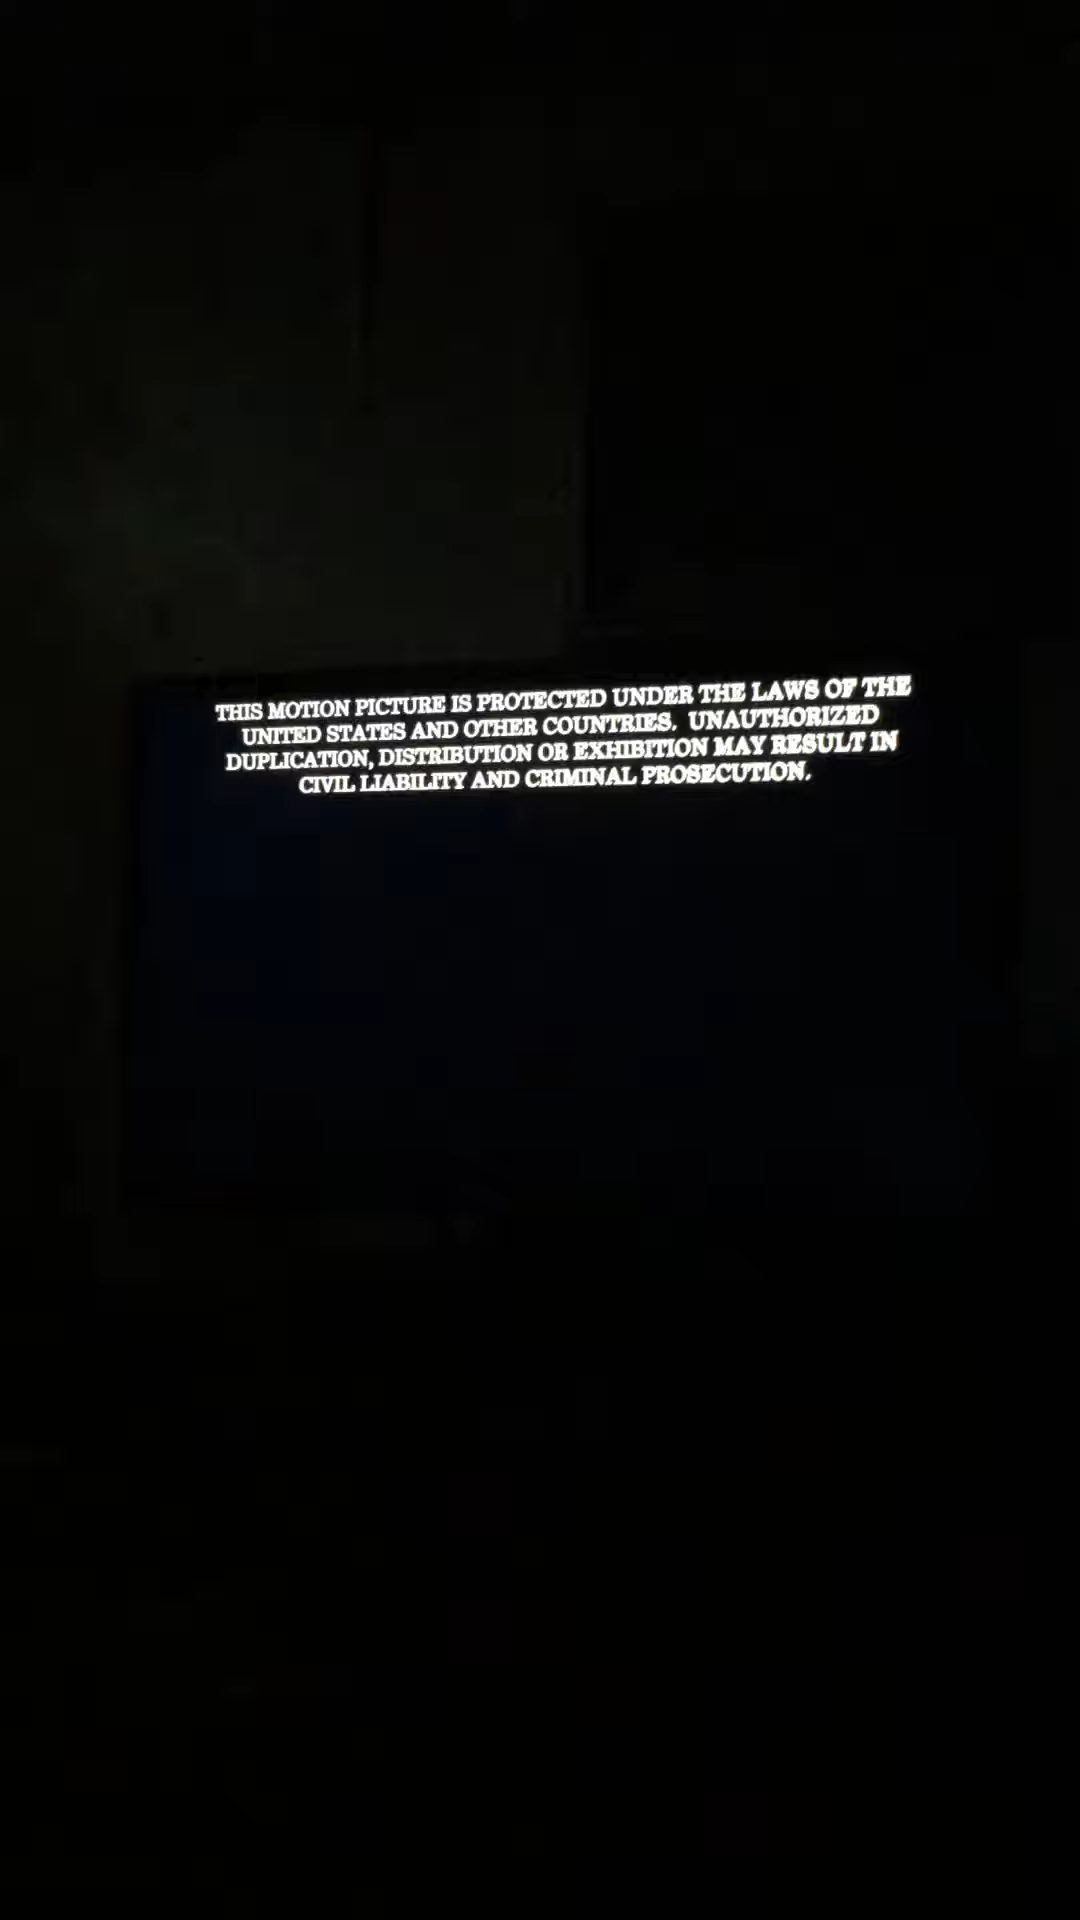 THIS MOTION PICTURE IS PROTECTED UNDER THE LAWS OF THE
UNITED STATES AND OTHER COUNTRIES.  UNAUTHORIZED
DUPLICATION, DISTRIBUTION OR EXHIBITION MAY RESULT IN
CIVIL LIABILITY AND CRIMINAL PROSECUTION.